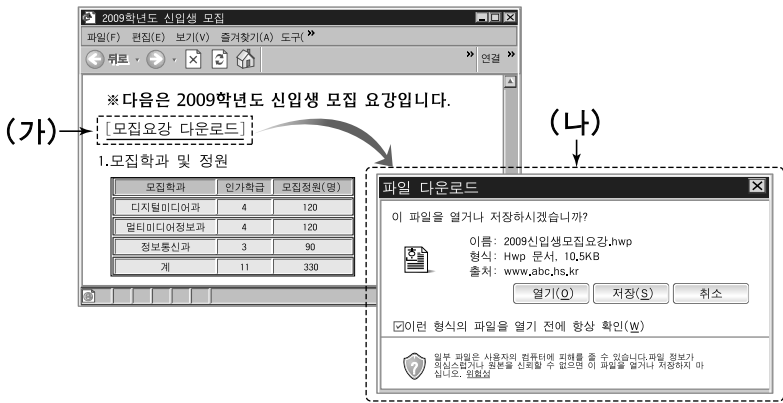 2009학년도 신입생 모집
파일(F) 편집(E) 보기(V) 즐겨찾기(A) 도구( »
뒤로 » 연결 »
※다음은 2009학년도 신입생 모집 요강입니다.
(가) [모집요강 다운로드]
(나)
1.모집학과 및 정원
모집학과 인가학급 모집정원(명)
디지털미디어과 4 120
멀티미디어정보과 4 120
정보통신과 3 90
계 11 330
파일 다운로드
이 파일을 열거나 저장하시겠습니까?
이름: 2009신입생모집요강.hwp
형식: Hwp 문서, 10.5KB
출처: www.abc.hs.kr
열기(O) 저장(S) 취소
이런 형식의 파일을 열기 전에 항상 확인(W)
일부 파일은 사용자의 컴퓨터에 피해를 줄 수 있습니다.파일 정보가
의심스럽거나 원본을 신뢰할 수 없으면 이 파일을 열거나 저장하지 마
십니오. 위험성